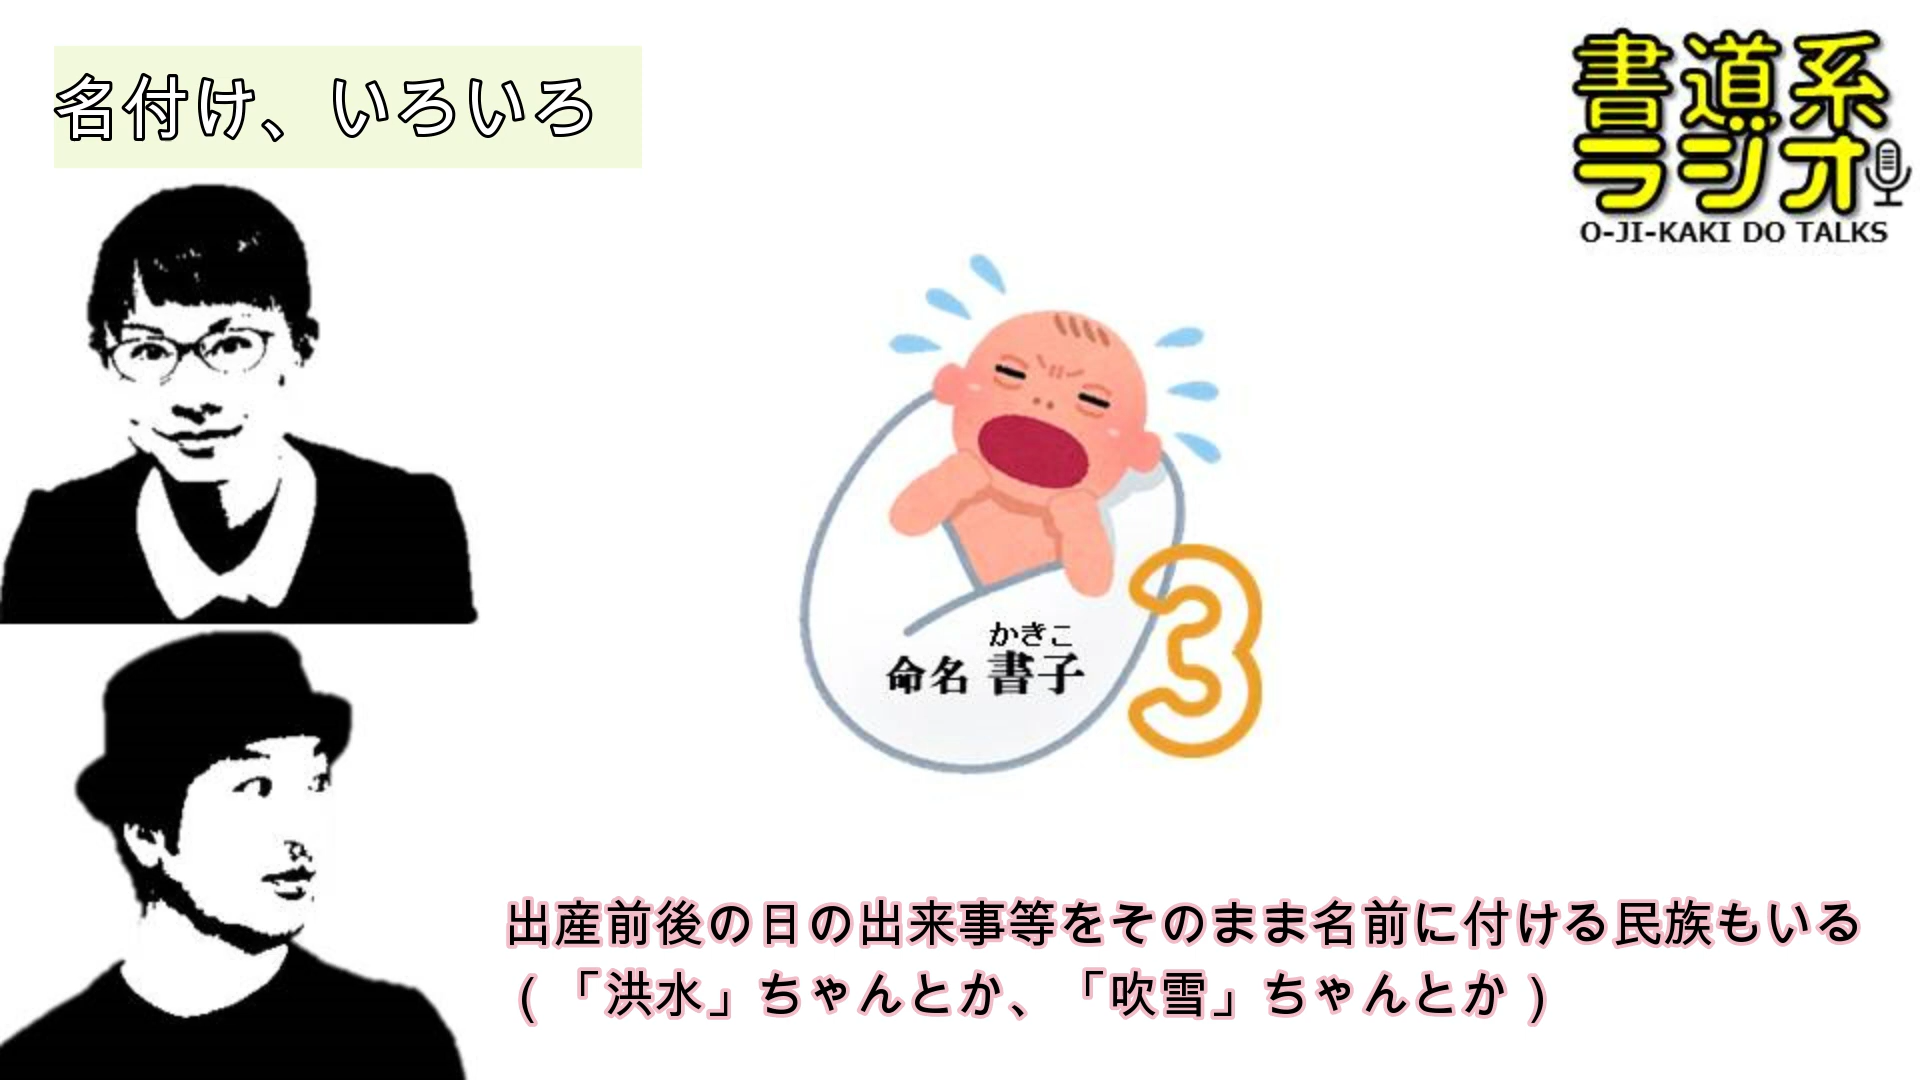 名付け、いろいろ
書道系
ラジオ
O-JI-KAKI DO TALKS
かきこ
命名 書子
3
出産前後の日の出来事等をそのまま名前に付ける民族もいる
（「洪水」ちゃんとか、「吹雪」ちゃんとか）